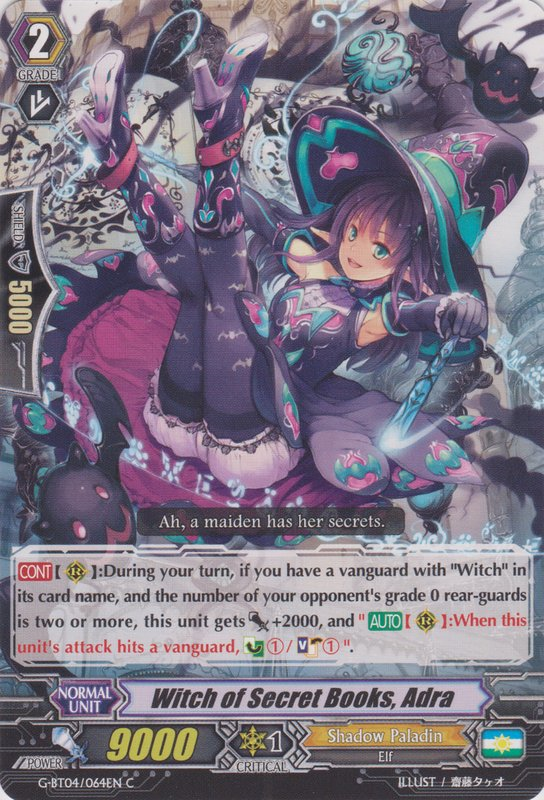 2
GRADE
SHIELD
5000
Ah, a maiden has her secrets.
CONT【 R 】:During your turn, if you have a vanguard with "Witch" in
its card name, and the number of your opponent's grade 0 rear-guards
is two or more, this unit gets +2000, and " AUTO【 R 】:When this
unit's attack hits a vanguard, ①/ V ① ".
NORMAL
UNIT
Witch of Secret Books, Adra
POWER
9000
1
CRITICAL
Shadow Paladin
Elf
G-BT04/064EN C
ILLUST / 齋藤タケオ